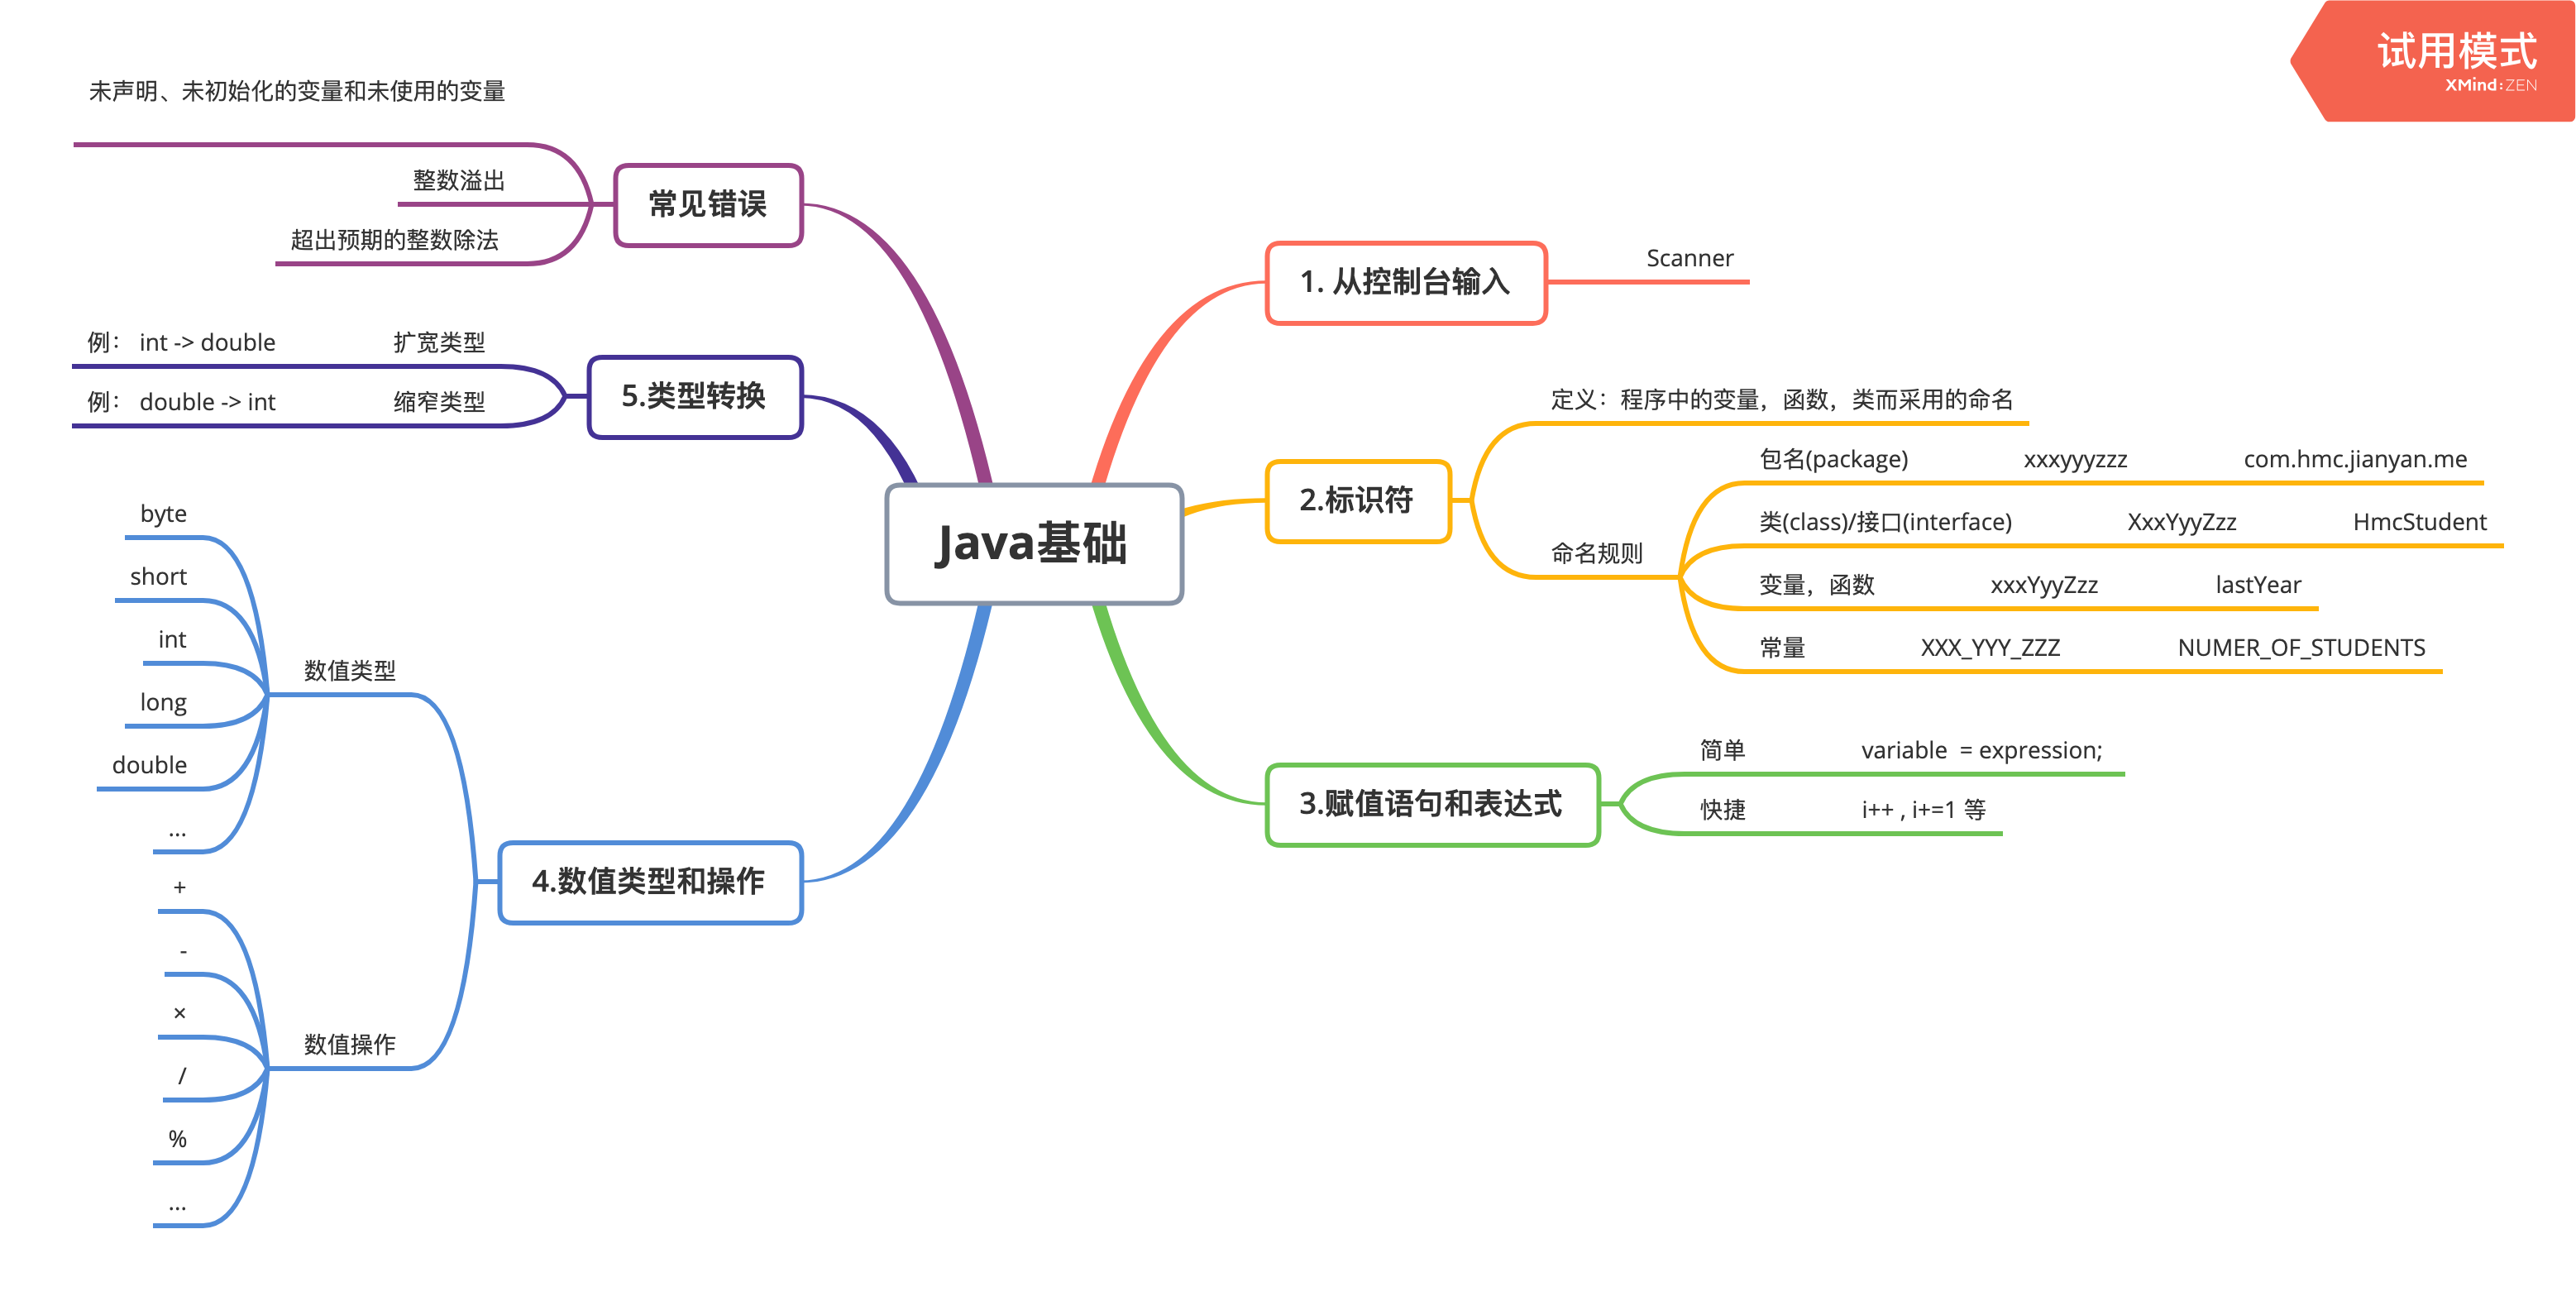 试用模式
XMind:ZEN
Java基础
1. 从控制台输入
Scanner
2.标识符
定义：程序中的变量，函数，类而采用的命名
命名规则
包名(package) xxxyyyzzz com.hmc.jianyan.me
类(class)/接口(interface) XxxYyyZzz HmcStudent
变量，函数 xxxYyyZzz lastYear
常量 XXX_YYY_ZZZ NUMER_OF_STUDENTS
3.赋值语句和表达式
简单 variable = expression;
快捷 i++ , i+=1 等
4.数值类型和操作
数值类型
byte
short
int
long
double
...
数值操作
+
-
×
/
%
...
5.类型转换
例： int -> double 扩宽类型
例： double -> int 缩窄类型
常见错误
未声明、未初始化的变量和未使用的变量
整数溢出
超出预期的整数除法